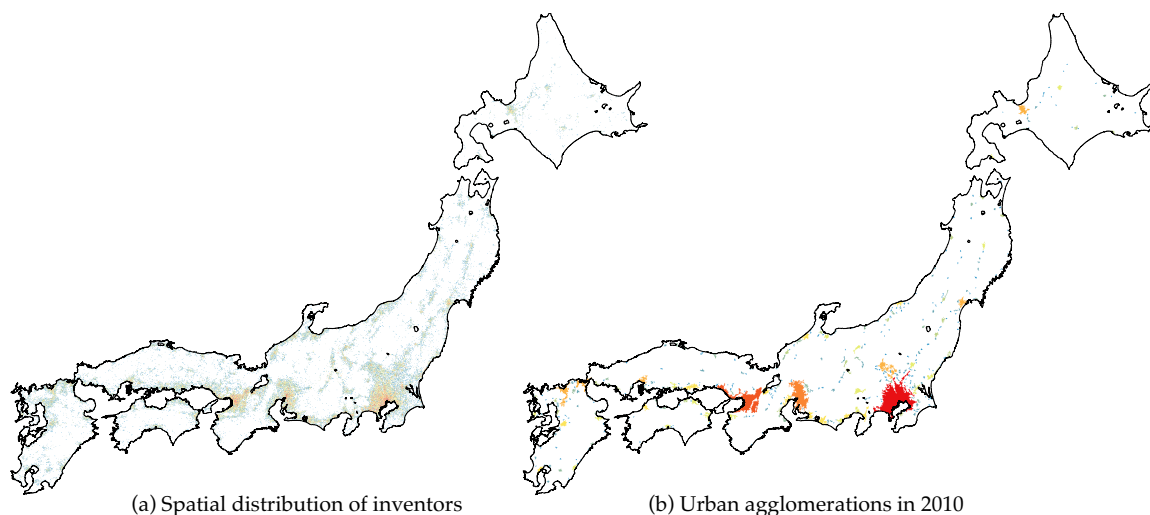 (a) Spatial distribution of inventors
(b) Urban agglomerations in 2010